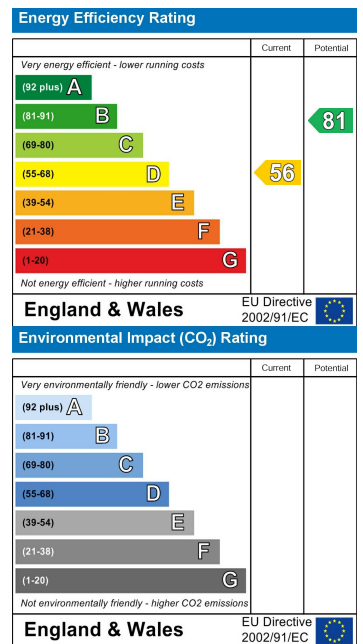 Energy Efficiency Rating
Current Potential
Very energy efficient - lower running costs
(92 plus) A
(81-91) B
81
(69-80) C
(55-68) D
56
(39-54) E
(21-38) F
(1-20) G
Not energy efficient - higher running costs
England & Wales
EU Directive
2002/91/EC
Environmental Impact (CO₂) Rating
Current Potential
Very environmentally friendly - lower CO2 emissions
(92 plus) A
(81-91) B
(69-80) C
(55-68) D
(39-54) E
(21-38) F
(1-20) G
Not environmentally friendly - higher CO2 emissions
England & Wales
EU Directive
2002/91/EC